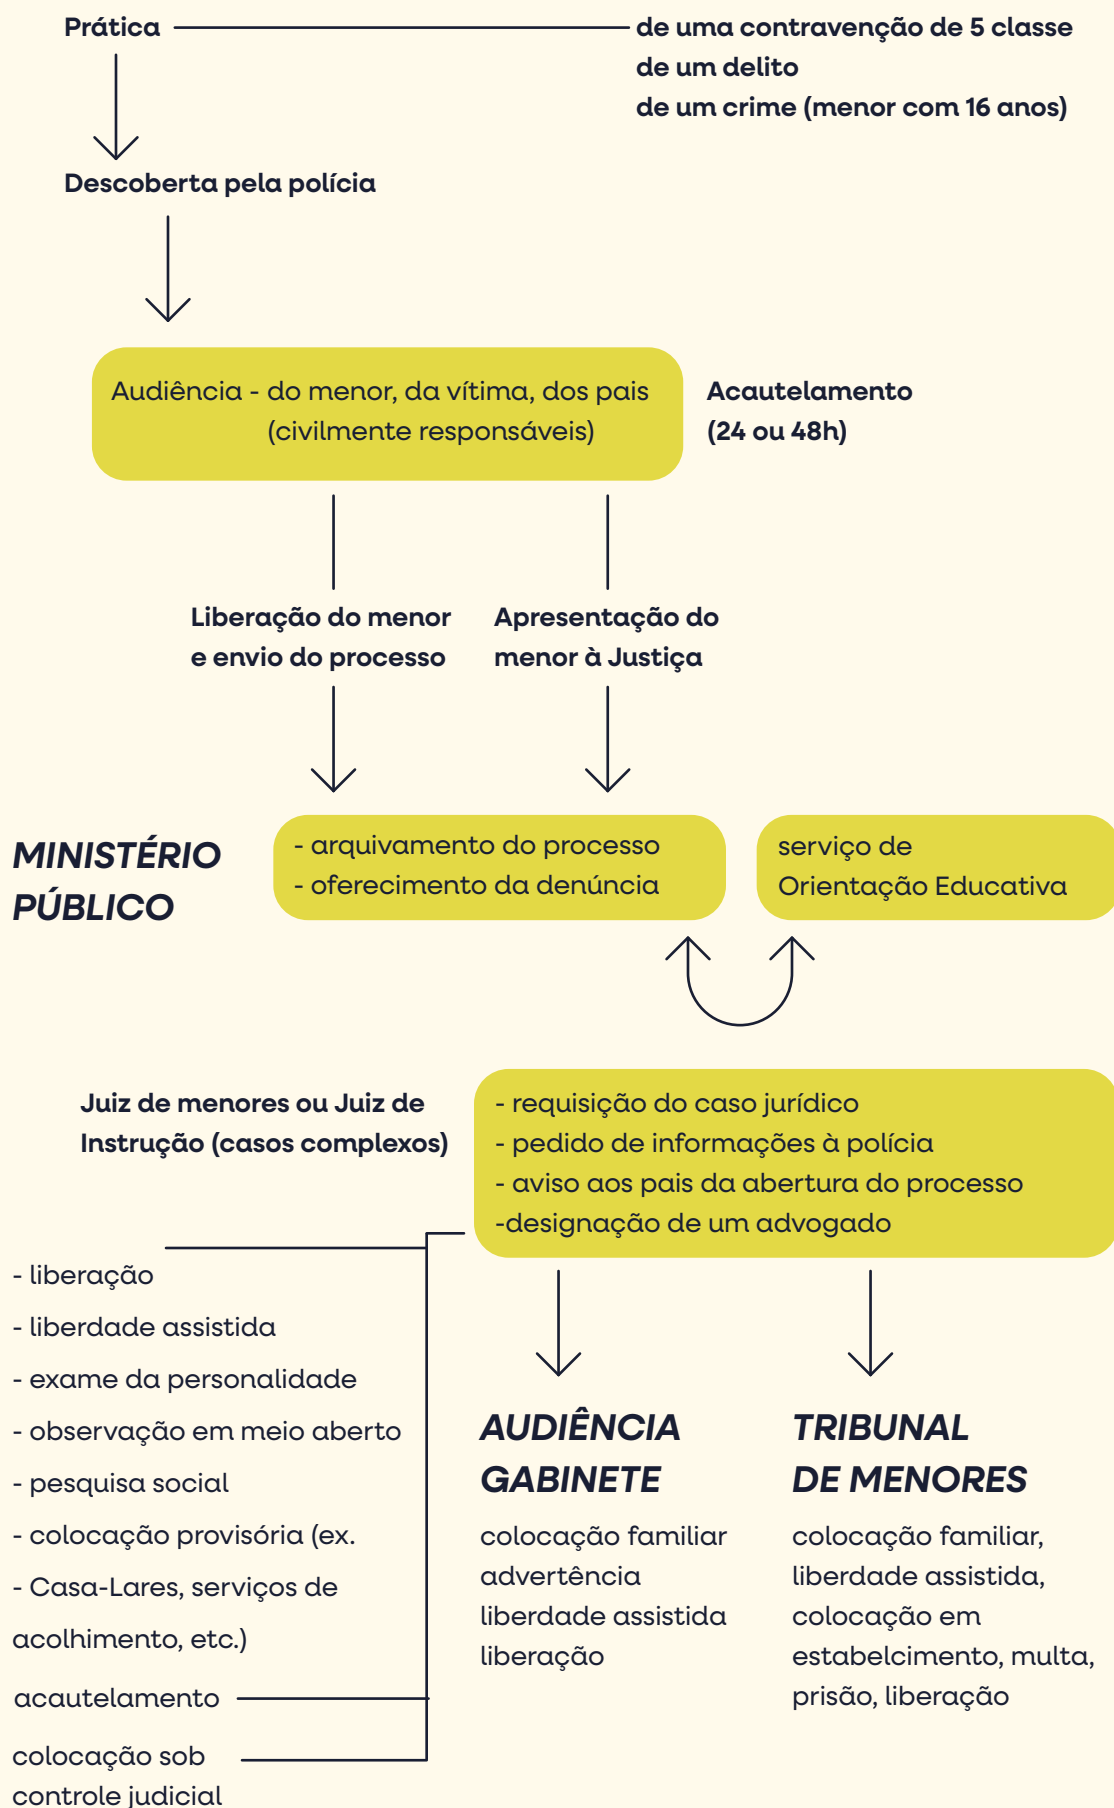 Prática
de uma contravenção de 5 classe
de um delito
de um crime (menor com 16 anos)
Descoberta pela polícia
Audiência - do menor, da vítima, dos pais
(civilmente responsáveis)
Acautelamento
(24 ou 48h)
Liberação do menor
e envio do processo
Apresentação do
menor à Justiça
MINISTÉRIO
PÚBLICO
- arquivamento do processo
- oferecimento da denúncia
serviço de
Orientação Educativa
Juiz de menores ou Juiz de
Instrução (casos complexos)
- requisição do caso jurídico
- pedido de informações à polícia
- aviso aos pais da abertura do processo
-designação de um advogado
- liberação
- liberdade assistida
- exame da personalidade
- observação em meio aberto
- pesquisa social
- colocação provisória (ex.
- Casa-Lares, serviços de
acolhimento, etc.)
acautelamento
colocação sob
controle judicial
AUDIÊNCIA
GABINETE
colocação familiar
advertência
liberdade assistida
liberação
TRIBUNAL
DE MENORES
colocação familiar,
liberdade assistida,
colocação em
estabelcimento, multa,
prisão, liberação